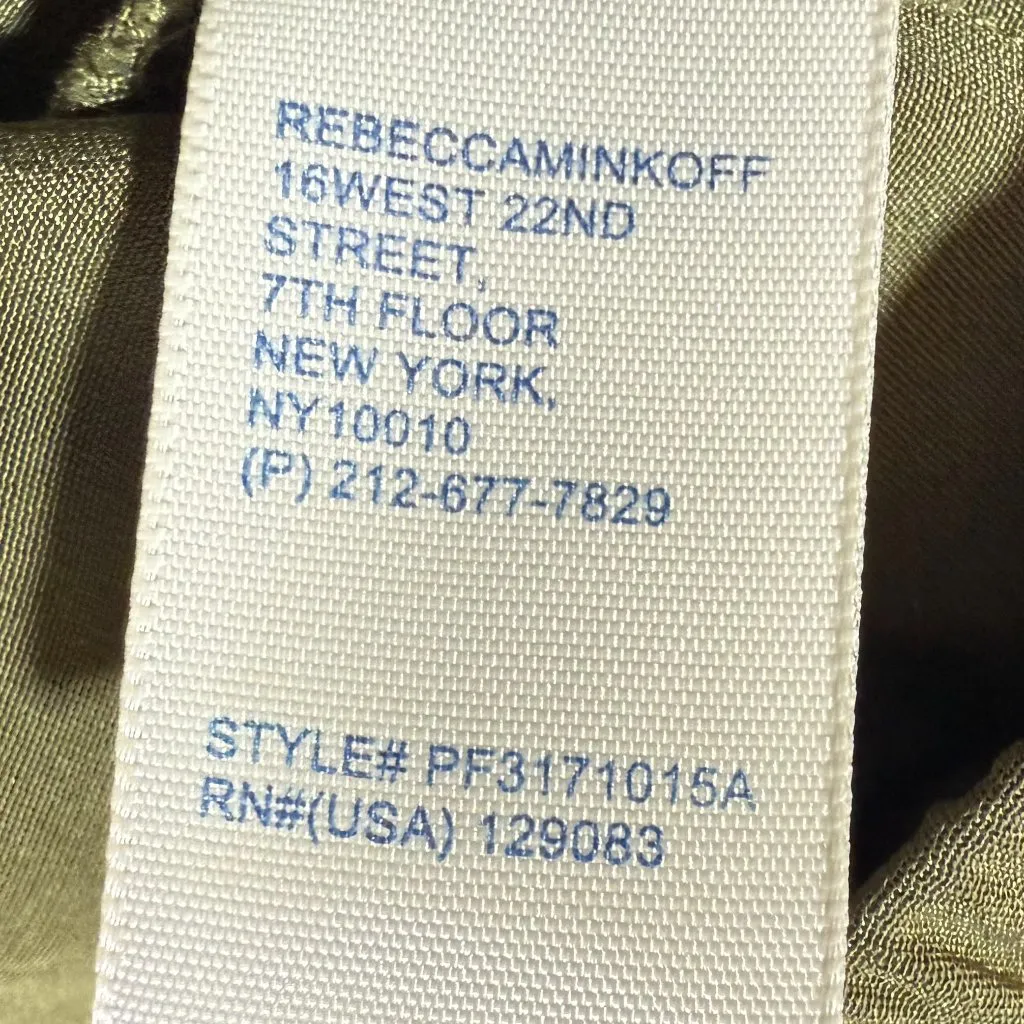 REBECCAMINKOFF
16WEST 22ND
STREET,
7TH FLOOR
NEW YORK,
NY10010
(P) 212-677-7829
STYLE# PF3171015A
RN#(USA) 129083